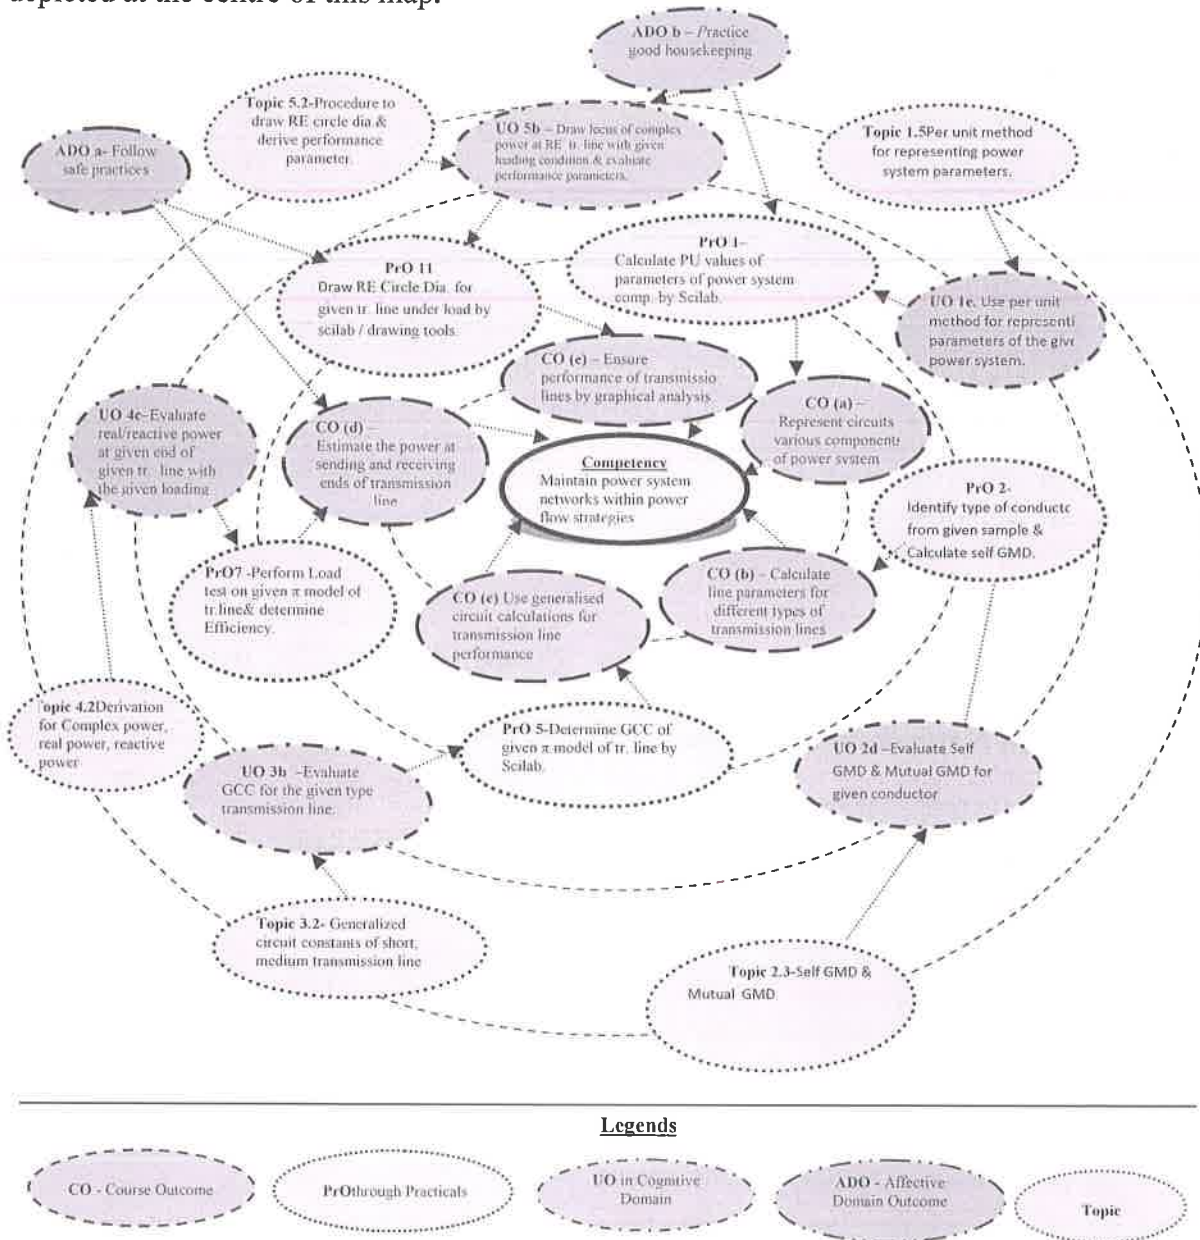 depicted at the centre of this map.
ADO b – Practice
good housekeeping
Topic 5.2-Procedure to
draw RE circle dia.&
derive performance
parameter.
UO 5b – Draw locus of complex
power at RE tr. line with given
loading condition & evaluate
performance parameters.
Topic 1.5Per unit method
for representing power
system parameters.
ADO a- Follow
safe practices
PrO 11
Draw RE Circle Dia. for
given tr. line under load by
scilab / drawing tools.
PrO 1–
Calculate PU values of
parameters of power system
comp. by Scilab.
UO 1e. Use per unit
method for representi
parameters of the give
power system.
CO (e) – Ensure
performance of transmissio
lines by graphical analysis
UO 4c–Evaluate
real/reactive power
at given end of
given tr. line with
the given loading.
CO (d) –
Estimate the power at
sending and receiving
ends of transmission
line
CO (a) –
Represent circuits
various components
of power system
Competency
Maintain power system
networks within power
flow strategies
PrO 2-
Identify type of conductc
from given sample &
Calculate self GMD.
PrO7 -Perform Load
test on given π model of
tr.line& determine
Efficiency.
CO (c) Use generalised
circuit calculations for
transmission line
performance
CO (b) – Calculate
line parameters for
different types of
transmission lines
opic 4.2Derivation
for Complex power,
real power, reactive
power
PrO 5-Determine GCC of
given π model of tr. line by
Scilab.
UO 3b –Evaluate
GCC for the given type
transmission line.
UO 2d –Evaluate Self
GMD & Mutual GMD for
given conductor
Topic 3.2- Generalized
circuit constants of short,
medium transmission line
Topic 2.3-Self GMD &
Mutual GMD
Legends
CO - Course Outcome
PrOthrough Practicals
UO in Cognitive
Domain
ADO - Affective
Domain Outcome
Topic